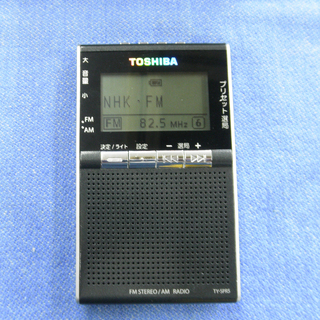 TOSHIBA
大
音量
小
FM
AM
NHK・FM
FM 82.5 MHz 6
プリセット選局
決定/ライト 設定 − 選局 +
FM STEREO/AM RADIO TY-SPR5